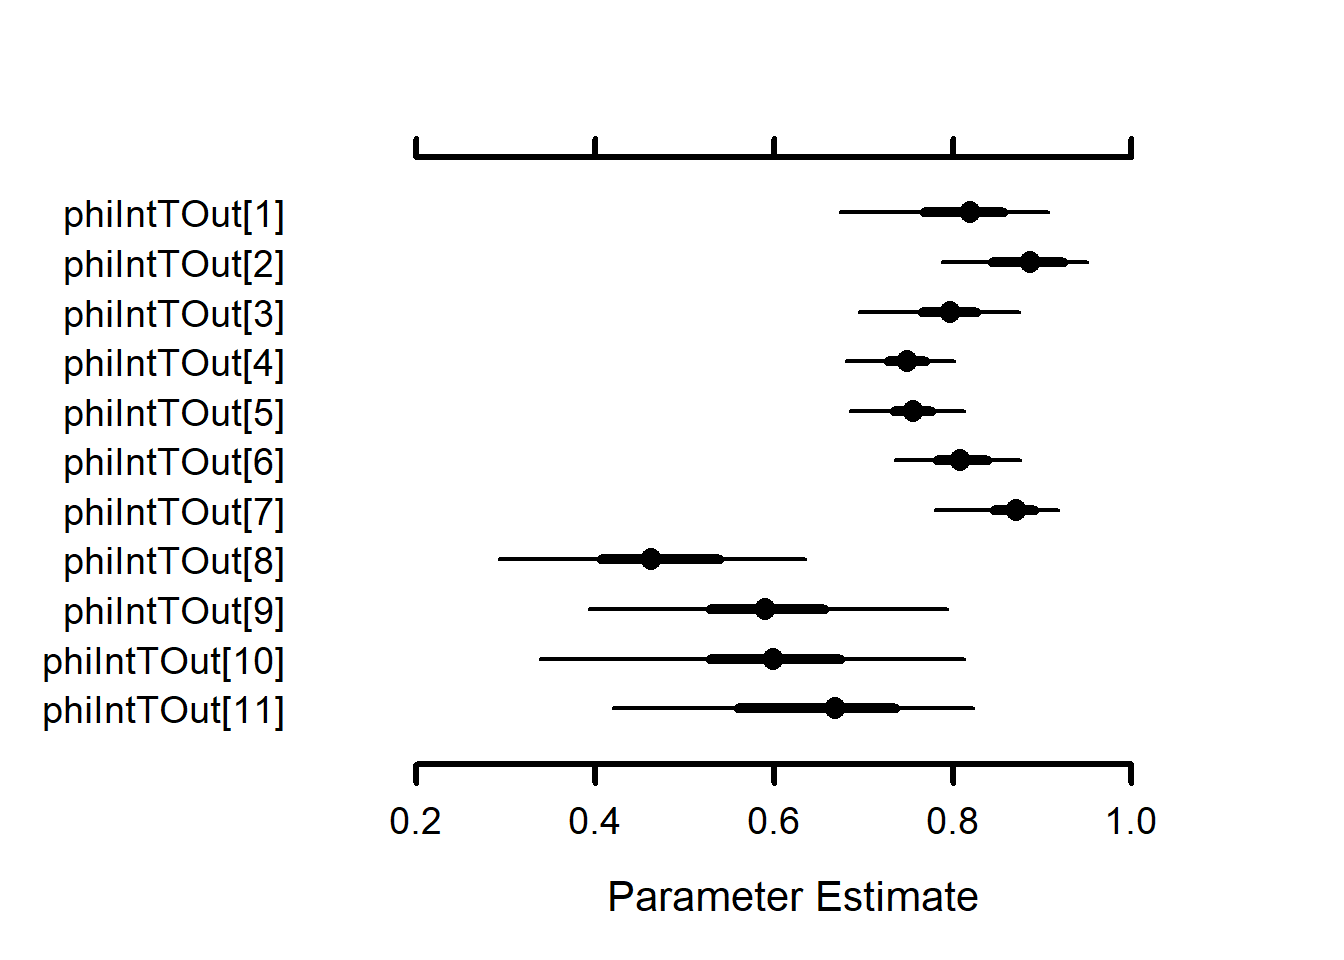 phiIntTOut[1]
phiIntTOut[2]
phiIntTOut[3]
phiIntTOut[4]
phiIntTOut[5]
phiIntTOut[6]
phiIntTOut[7]
phiIntTOut[8]
phiIntTOut[9]
phiIntTOut[10]
phiIntTOut[11]
0.2 0.4 0.6 0.8 1.0
Parameter Estimate